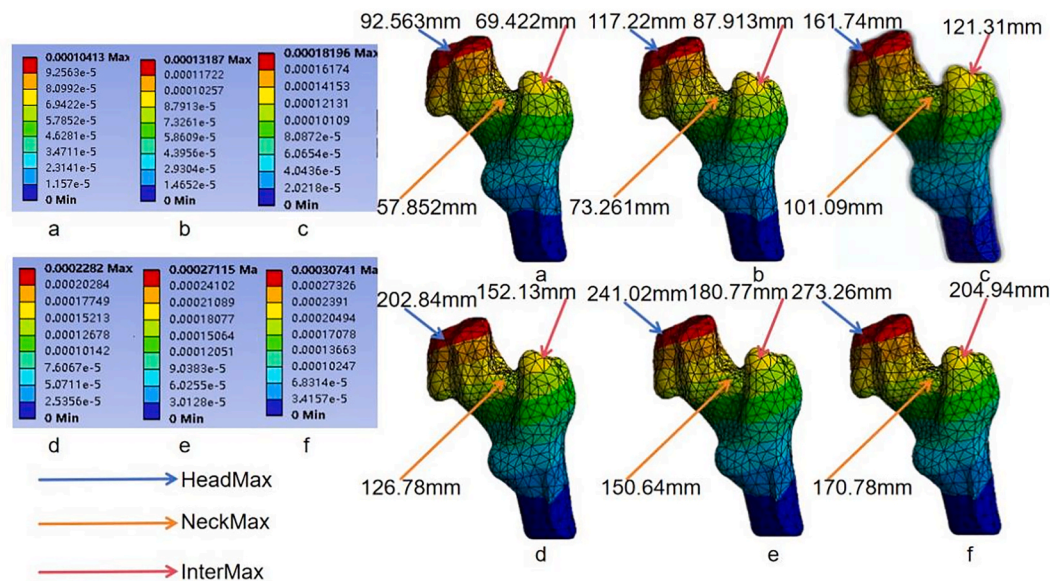 0.00010413 Max
9.2563e-5
8.0992e-5
6.9422e-5
5.7852e-5
4.6281e-5
3.4711e-5
2.3141e-5
1.157e-5
0 Min
a
0.00013187 Max
0.00011722
0.00010257
8.7913e-5
7.3261e-5
5.8609e-5
4.3956e-5
2.9304e-5
1.4652e-5
0 Min
b
0.00018196 Max
0.00016174
0.00014153
0.00012131
0.00010109
8.0872e-5
6.0654e-5
4.0436e-5
2.0218e-5
0 Min
c
92.563mm 69.422mm 117.22mm 87.913mm 161.74mm 121.31mm
57.852mm 73.261mm 101.09mm
a b c
0.0002282 Max
0.00020284
0.00017749
0.00015213
0.00012678
0.00010142
7.6067e-5
5.0711e-5
2.5356e-5
0 Min
d
0.00027115 Ma
0.00024102
0.00021089
0.00018077
0.00015064
0.00012051
9.0383e-5
6.0255e-5
3.0128e-5
0 Min
e
0.00030741 Ma
0.00027326
0.0002391
0.00020494
0.00017078
0.00013663
0.00010247
6.8314e-5
3.4157e-5
0 Min
f
202.84mm 152.13mm 241.02mm 180.77mm 273.26mm 204.94mm
126.78mm 150.64mm 170.78mm
d e f
HeadMax
NeckMax
InterMax